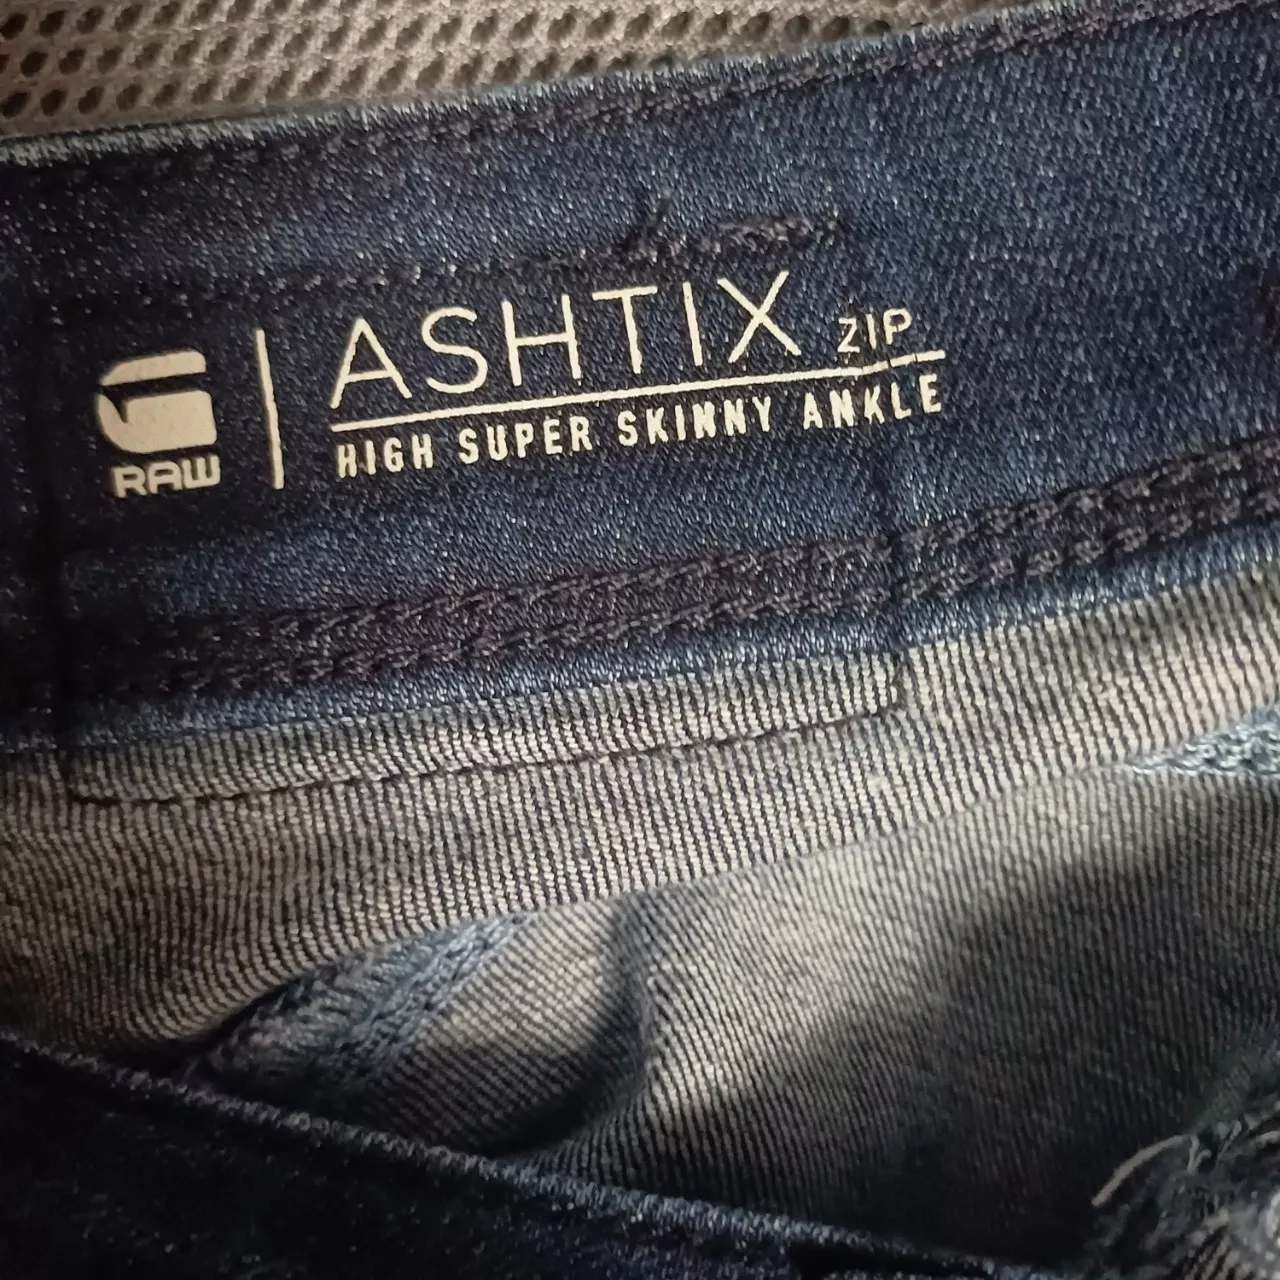 ASHTIX ZIP
HIGH SUPER SKINNY ANKLE
G
RAW